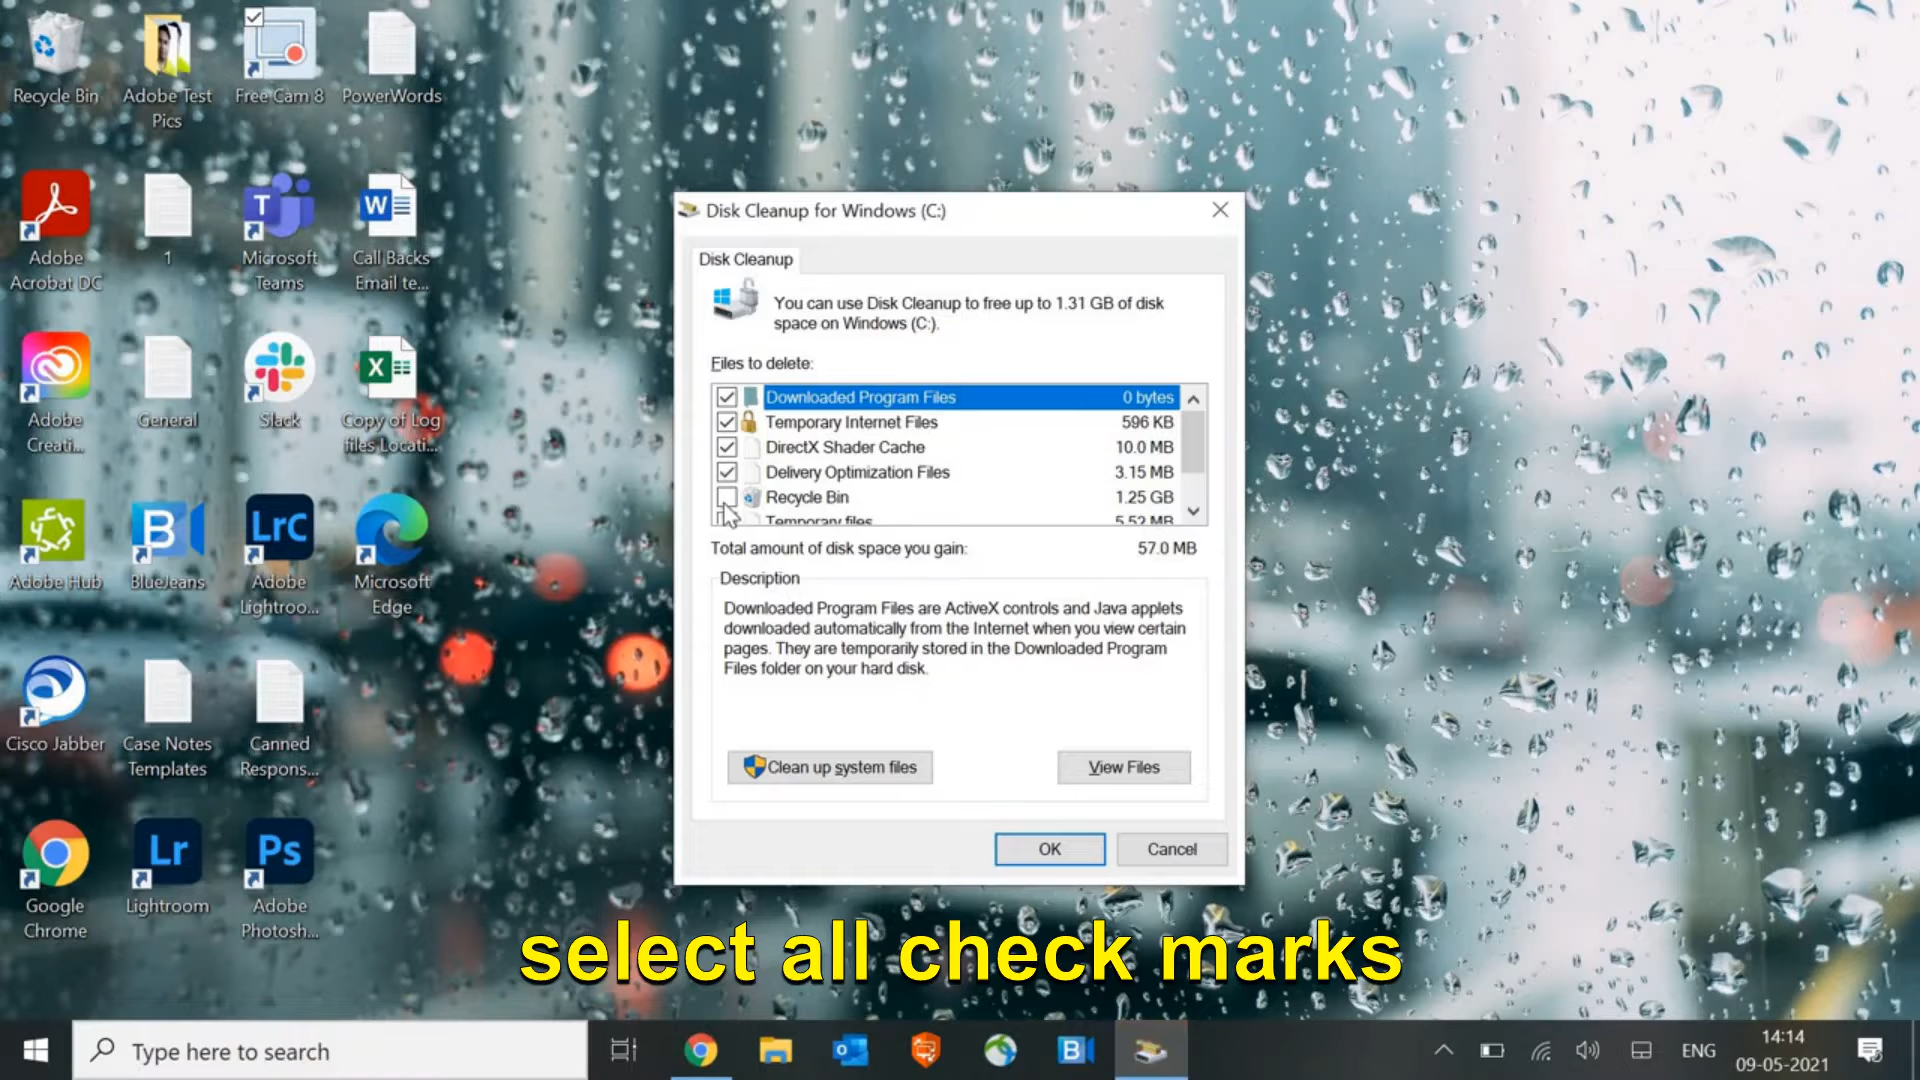 Recycle Bin
Adobe Test
Pics
Free Cam 8
PowerWords
Adobe
Acrobat DC
1
Microsoft
Teams
Call Backs
Email te...
Adobe
Creati...
General
Slack
Copy of Log
files Locati...
Adobe Hub
BlueJeans
Adobe
Lightroo...
Microsoft
Edge
Cisco Jabber
Case Notes
Templates
Canned
Respons...
Google
Chrome
Lightroom
Adobe
Photosh...
T
W
X
B
LrC
Lr
Ps
Disk Cleanup for Windows (C:)
Disk Cleanup
You can use Disk Cleanup to free up to 1.31 GB of disk
space on Windows (C:).
Files to delete:
Downloaded Program Files 0 bytes
Temporary Internet Files 596 KB
DirectX Shader Cache 10.0 MB
Delivery Optimization Files 3.15 MB
Recycle Bin 1.25 GB
Temporary files 5.52 MB
Total amount of disk space you gain: 57.0 MB
Description
Downloaded Program Files are ActiveX controls and Java applets
downloaded automatically from the Internet when you view certain
pages. They are temporarily stored in the Downloaded Program
Files folder on your hard disk.
Clean up system files
View Files
OK
Cancel
select all check marks
Type here to search
B
ENG
14:14
09-05-2021